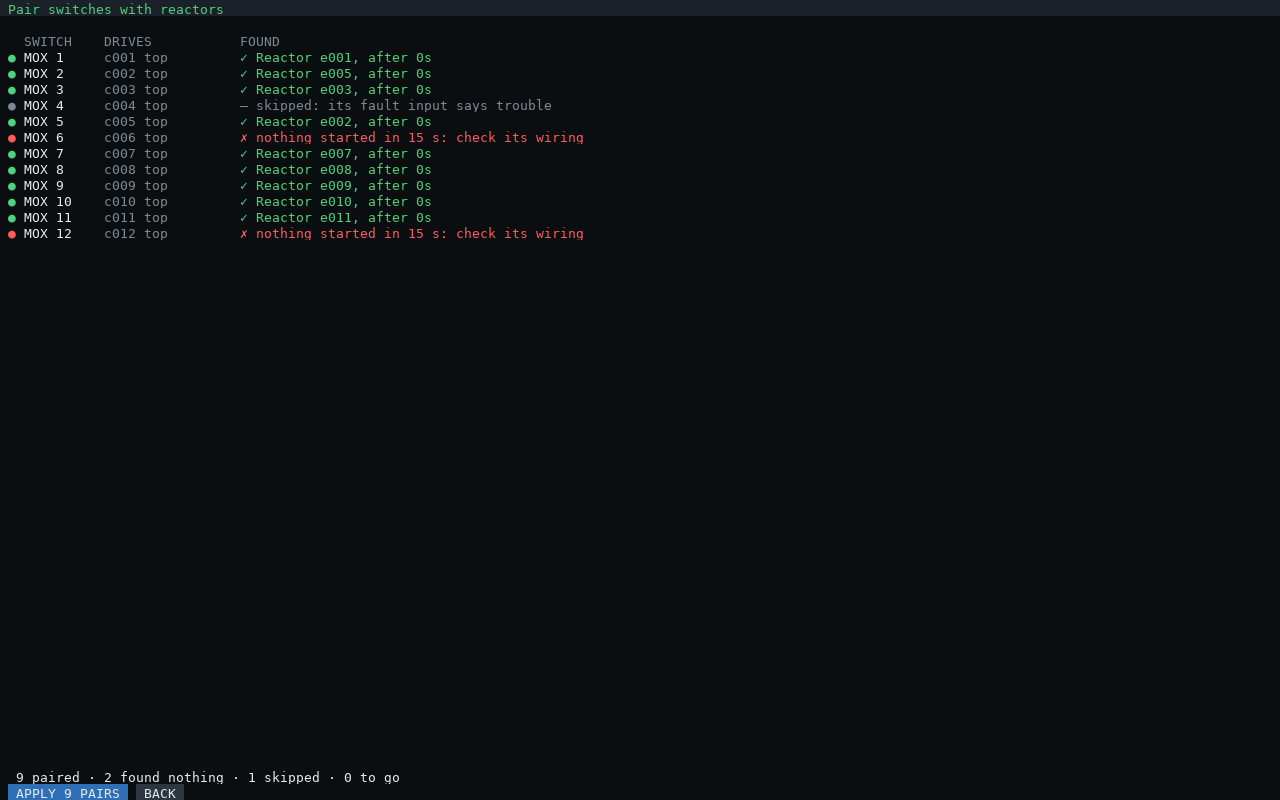 Pair switches with reactors
SWITCH DRIVES FOUND
● MOX 1 c001 top ✓ Reactor e001, after 0s
● MOX 2 c002 top ✓ Reactor e005, after 0s
● MOX 3 c003 top ✓ Reactor e003, after 0s
● MOX 4 c004 top — skipped: its fault input says trouble
● MOX 5 c005 top ✓ Reactor e002, after 0s
● MOX 6 c006 top ✗ nothing started in 15 s: check its wiring
● MOX 7 c007 top ✓ Reactor e007, after 0s
● MOX 8 c008 top ✓ Reactor e008, after 0s
● MOX 9 c009 top ✓ Reactor e009, after 0s
● MOX 10 c010 top ✓ Reactor e010, after 0s
● MOX 11 c011 top ✓ Reactor e011, after 0s
● MOX 12 c012 top ✗ nothing started in 15 s: check its wiring
9 paired · 2 found nothing · 1 skipped · 0 to go
APPLY 9 PAIRS BACK